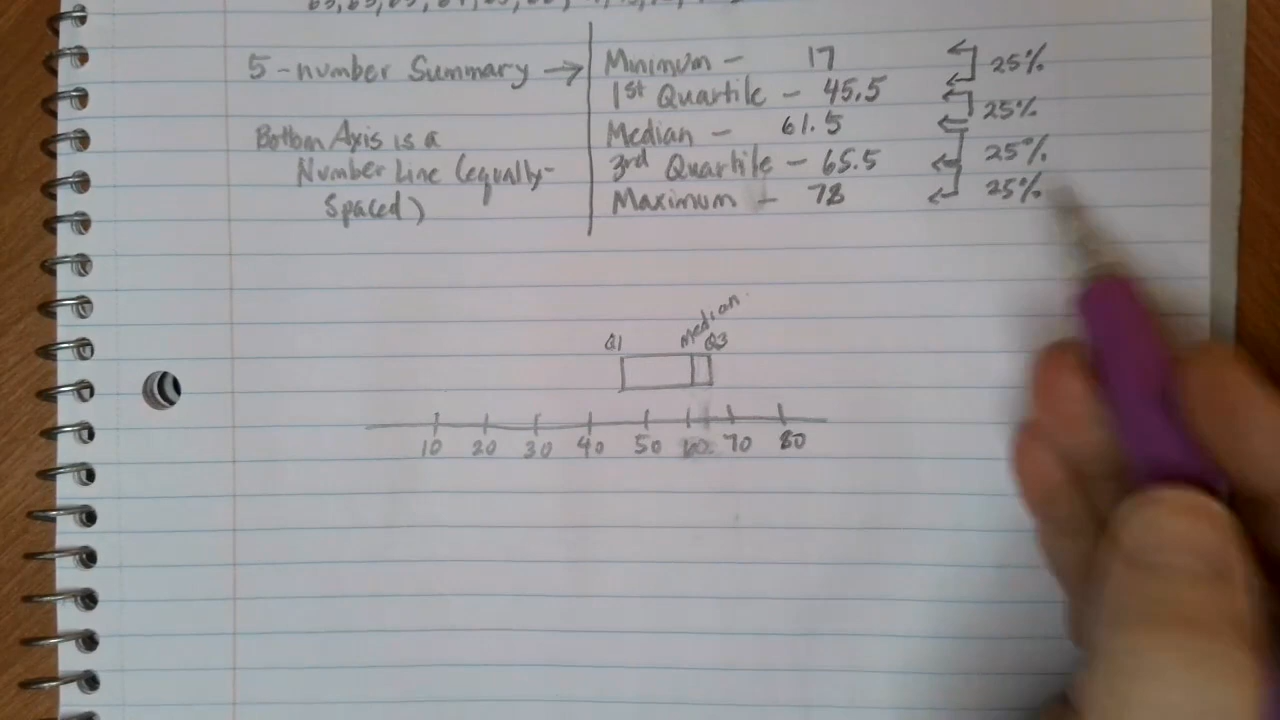 5-number Summary →
Minimum - 17
25%
1st Quartile - 45.5
25%
Median - 61.5
25%
3rd Quartile - 65.5
25%
Maximum - 78
Bottom Axis is a
Number Line (equally-
spaced)
Median
Q1 Q3
10 20 30 40 50 60 70 80